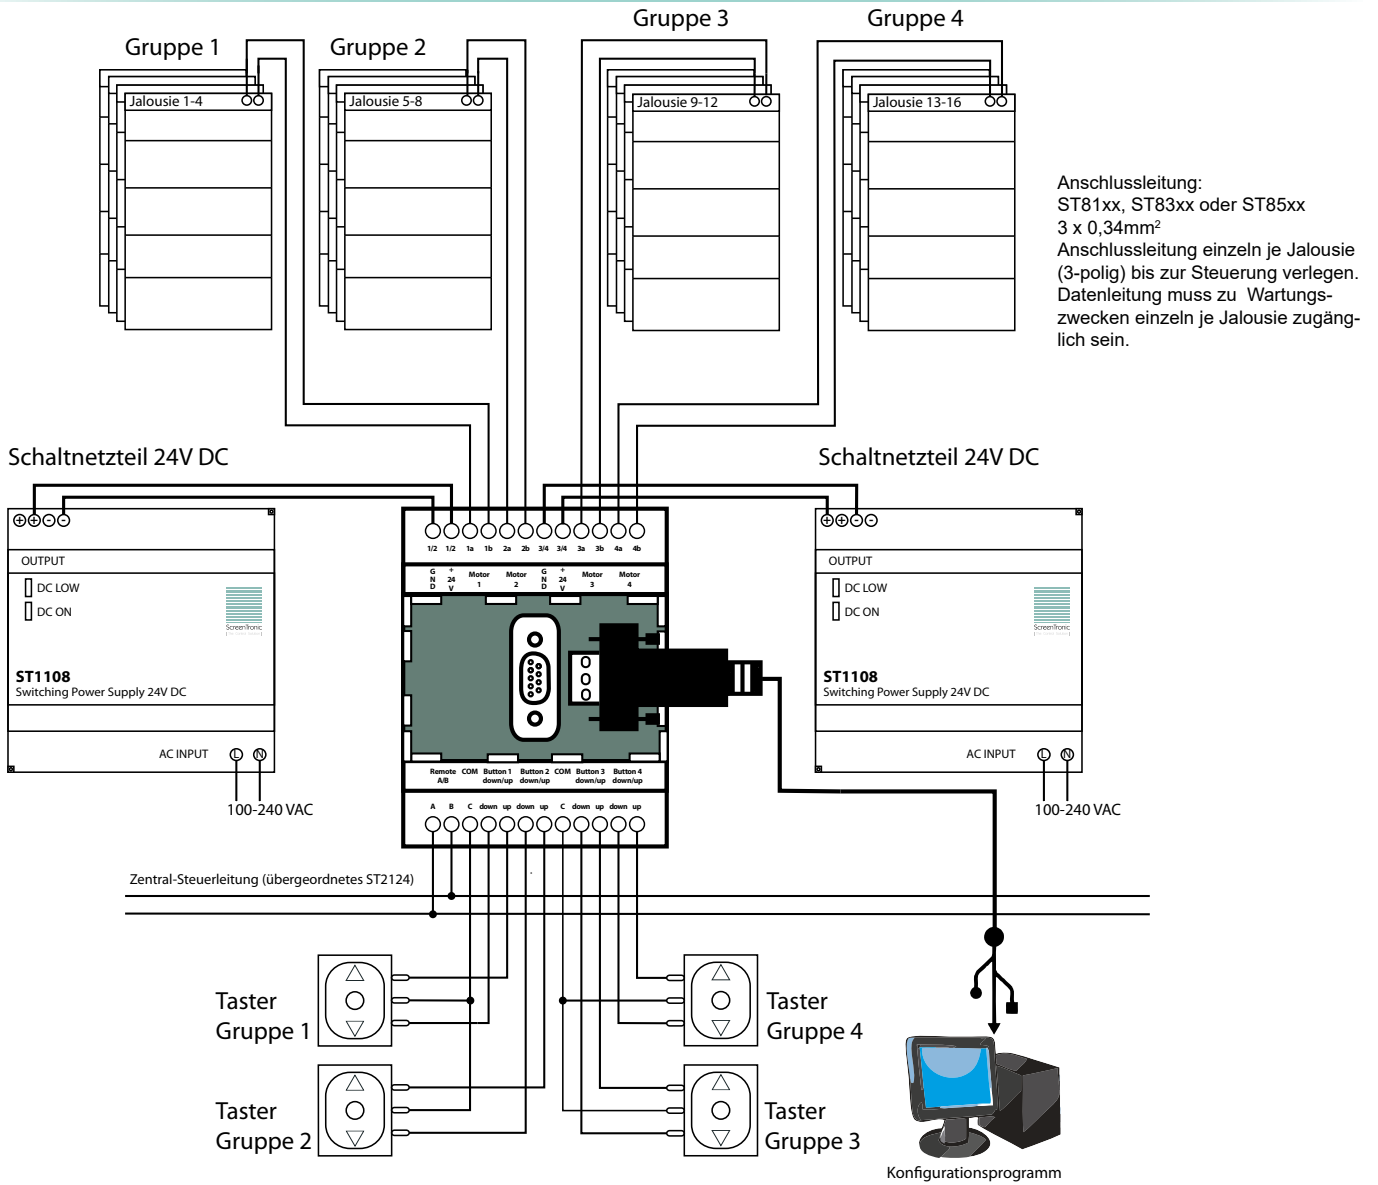 Gruppe 1
Gruppe 2
Gruppe 3
Gruppe 4
Jalousie 1-4
Jalousie 5-8
Jalousie 9-12
Jalousie 13-16
Anschlussleitung:
ST81xx, ST83xx oder ST85xx
3 x 0,34mm²
Anschlussleitung einzeln je Jalousie
(3-polig) bis zur Steuerung verlegen.
Datenleitung muss zu Wartungs-
zwecken einzeln je Jalousie zugäng-
lich sein.
Schaltnetzteil 24V DC
OUTPUT
DC LOW
DC ON
ScreenTronic
ST1108
Switching Power Supply 24V DC
AC INPUT L N
100-240 VAC
1/2 1/2 1a 1b 2a 2b 3/4 3/4 3a 3b 4a 4b
GND +24V Motor 1 Motor 2 GND +24V Motor 3 Motor 4
Remote A/B COM Button 1 down/up Button 2 down/up COM Button 3 down/up Button 4 down/up
A B C down up down up C down up down up
Schaltnetzteil 24V DC
OUTPUT
DC LOW
DC ON
ScreenTronic
ST1108
Switching Power Supply 24V DC
AC INPUT L N
100-240 VAC
Zentral-Steuerleitung (übergeordnetes ST2124)
Taster
Gruppe 1
Taster
Gruppe 4
Taster
Gruppe 2
Taster
Gruppe 3
Konfigurationsprogramm